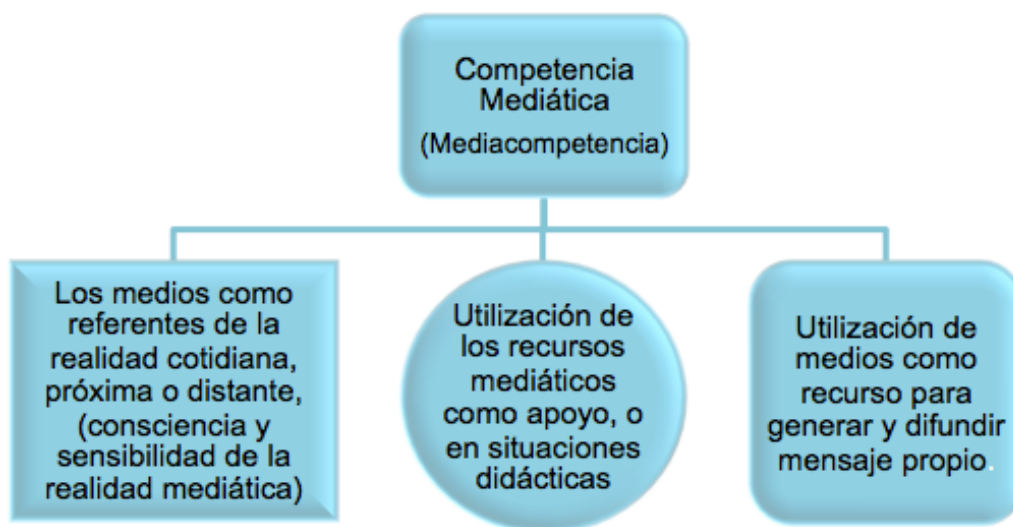 Competencia
Mediática
(Mediacompetencia)
Los medios como
referentes de la
realidad cotidiana,
próxima o distante,
(consciencia y
sensibilidad de la
realidad mediática)
Utilización de
los recursos
mediáticos
como apoyo, o
en situaciones
didácticas
Utilización de
medios como
recurso para
generar y difundir
mensaje propio.